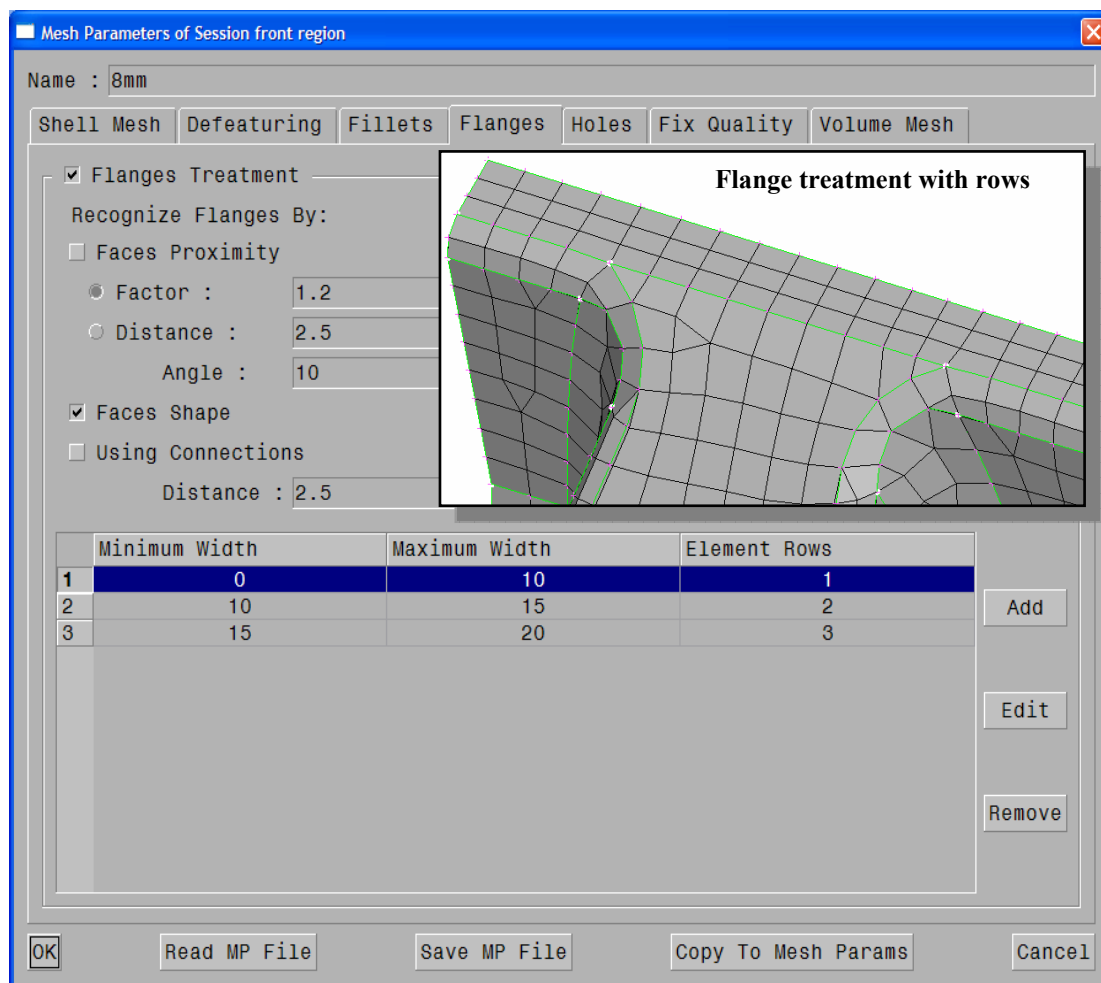 Mesh Parameters of Session front region
Name : 8mm
Shell Mesh Defeaturing Fillets Flanges Holes Fix Quality Volume Mesh
Flanges Treatment
Flange treatment with rows
Recognize Flanges By:
Faces Proximity
Factor : 1.2
Distance : 2.5
Angle : 10
Faces Shape
Using Connections
Distance : 2.5
Minimum Width Maximum Width Element Rows
1 0 10 1
2 10 15 2
3 15 20 3
Add
Edit
Remove
OK Read MP File Save MP File Copy To Mesh Params Cancel